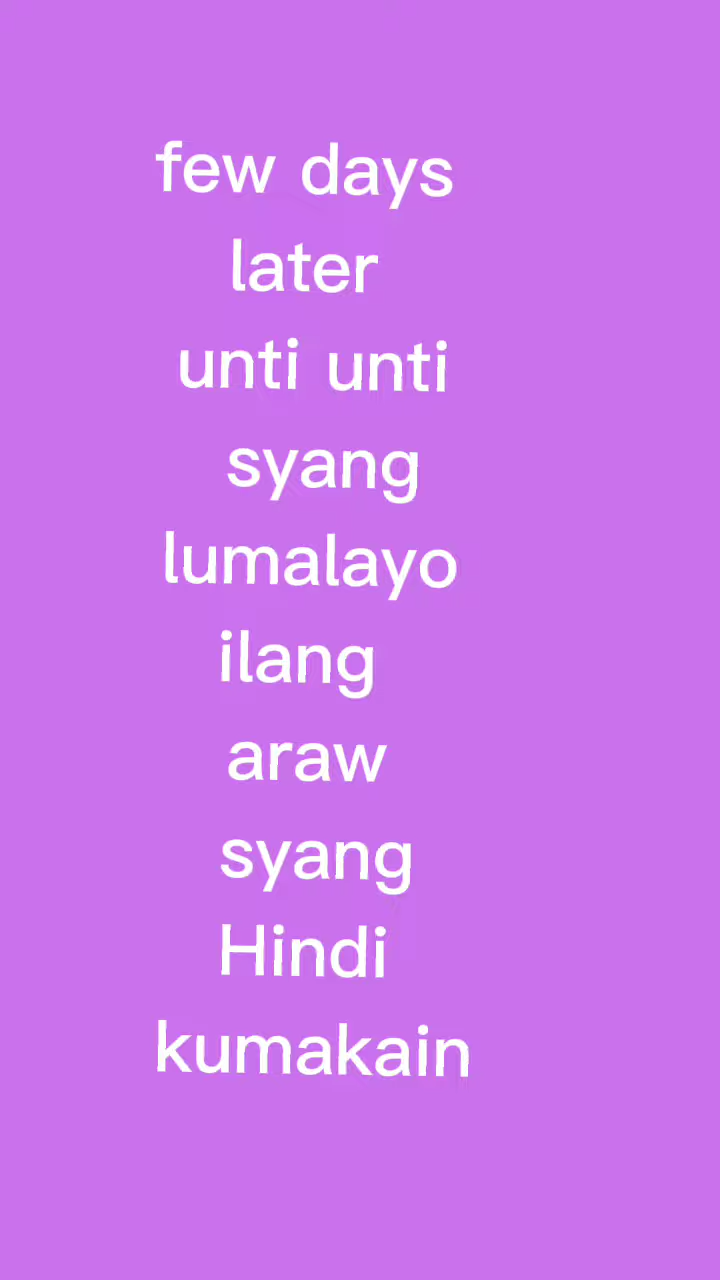 few days
later
unti unti
syang
lumalayo
ilang
araw
syang
Hindi
kumakain